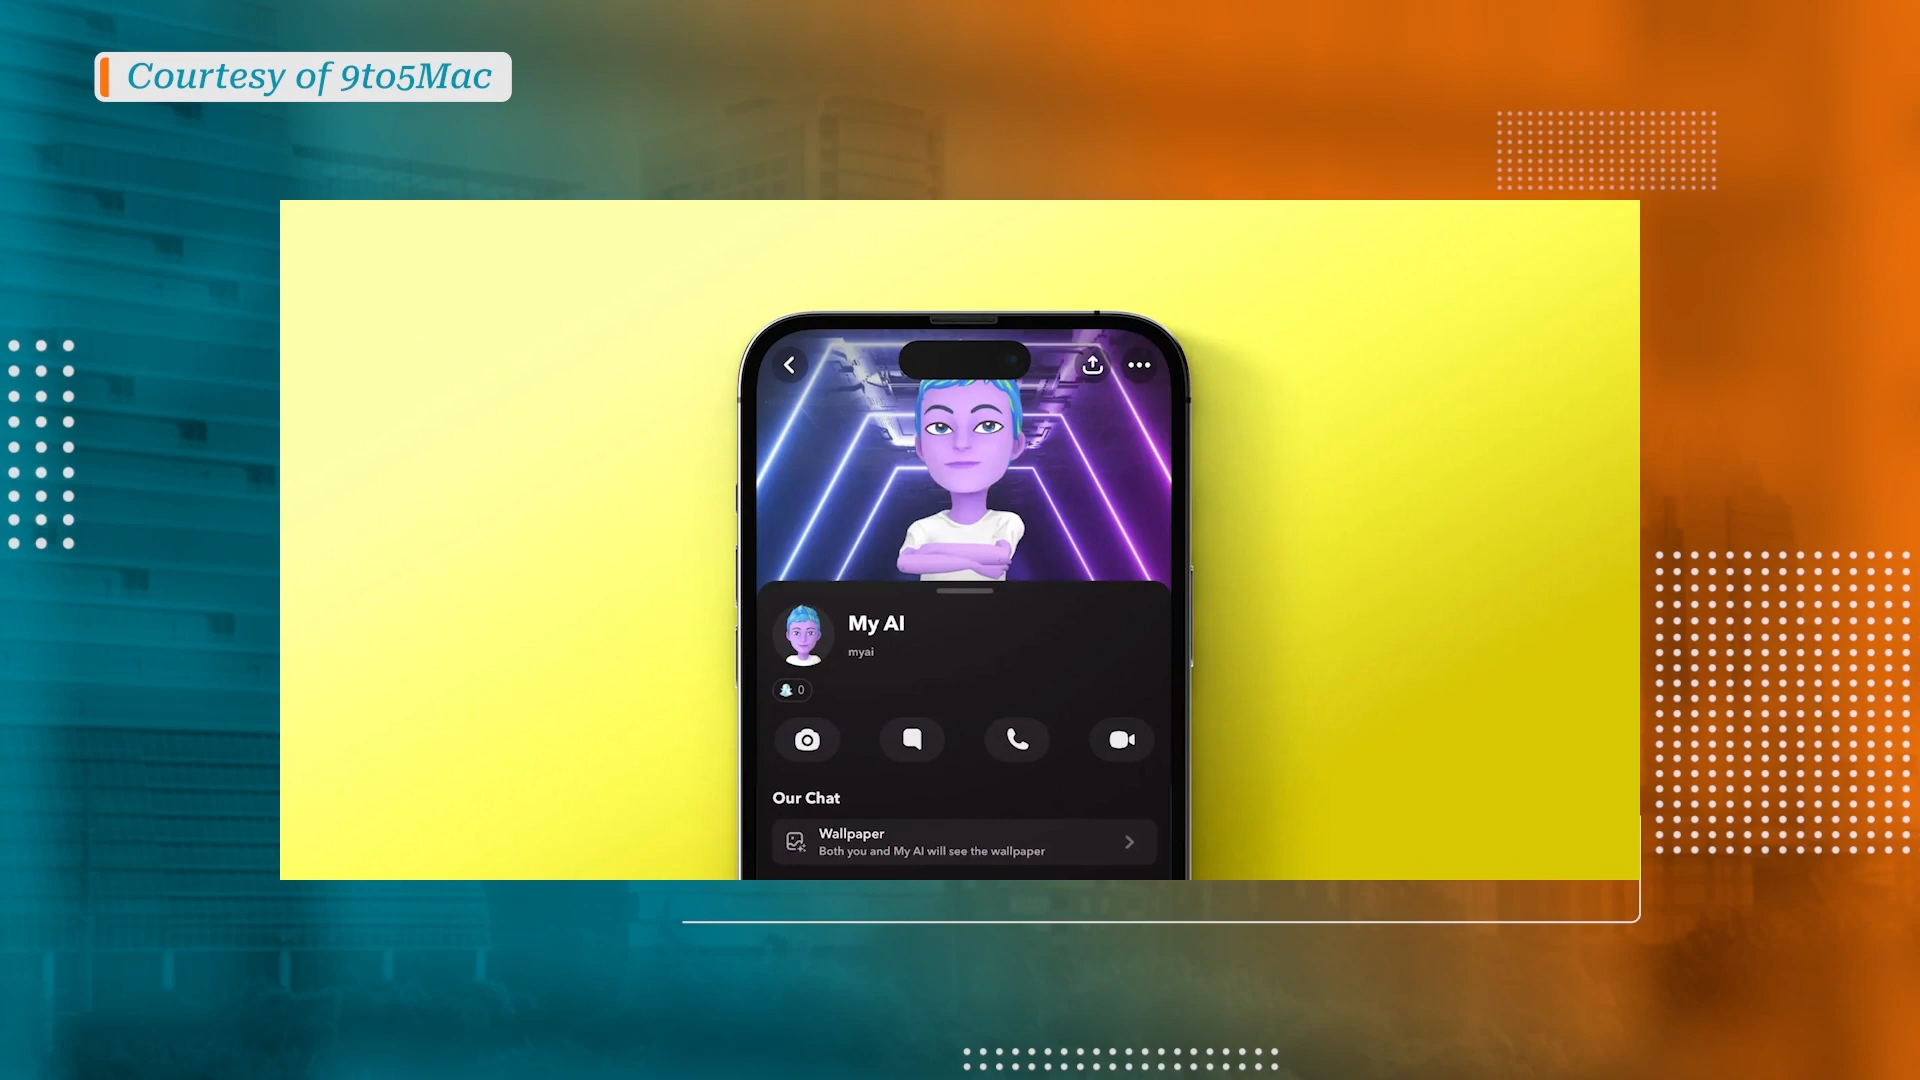 Courtesy of 9to5Mac
My AI
myai
0
Our Chat
Wallpaper
Both you and My AI will see the wallpaper